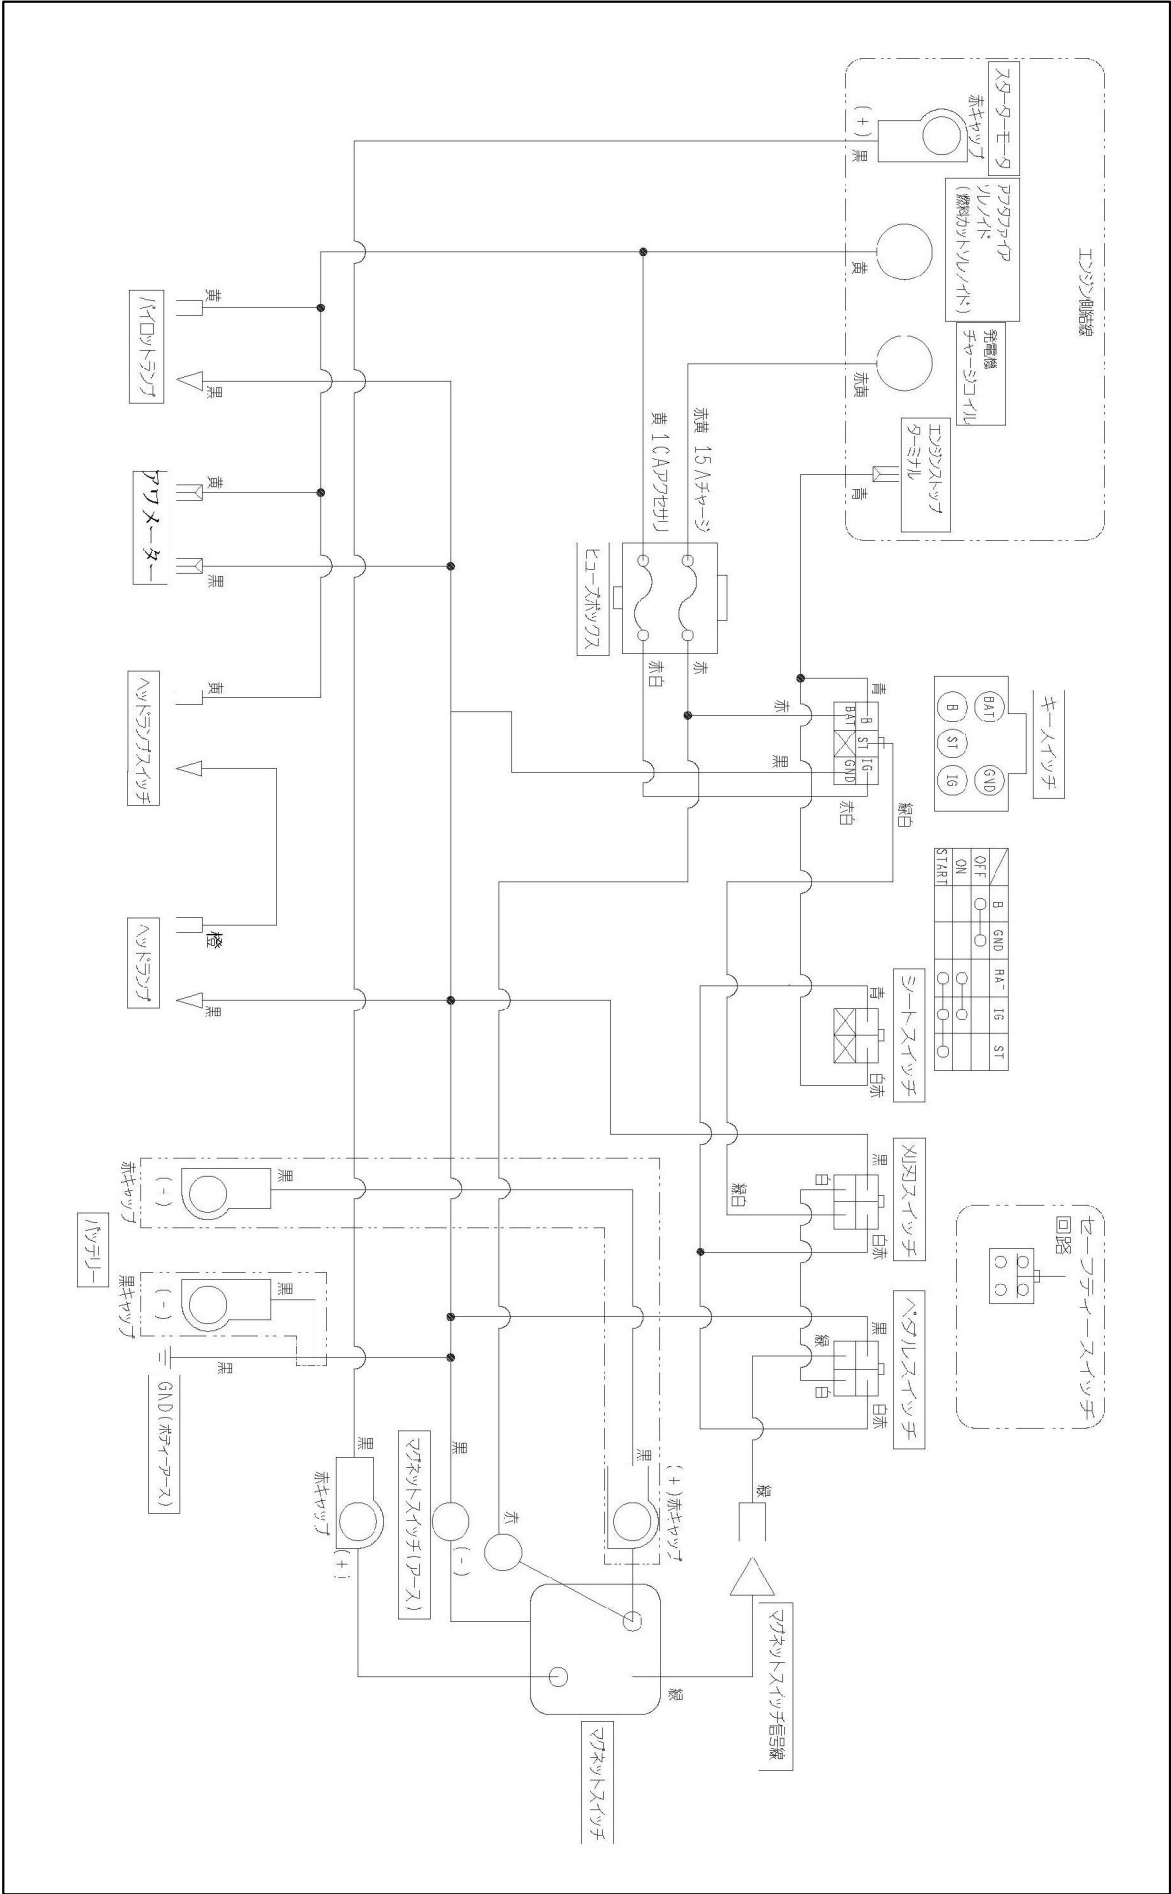 エンジン側結線
スターターモータ
赤キャップ
(+)
黒
アフタファイア
ソレノイド
(燃料カットソレノイド)
黄
発電機
チャージコイル
赤黄
エンジンストップ
ターミナル
青
キースイッチ
BAT
GND
B
ST
IG
B
GND
IG
ST
OFF
ON
START
青
B
ST
IG
BAT
GND
赤
黒
赤白
緑白
シートスイッチ
青
白赤
セーフティースイッチ
回路
刈刃スイッチ
黒
白
白赤
緑白
ペダルスイッチ
黒
緑
白
白赤
赤黄 15Aチャージ
黄 1CAアクセサリ
ヒューズボックス
赤
赤白
緑
マグネットスイッチ信号線
緑
マグネットスイッチ
(+)赤キャップ
黒
赤
マグネットスイッチ(アース)
黒
(-)
黒
赤キャップ
パイロットランプ
黄
黒
アワメーター
黄
黒
ヘッドランプスイッチ
黄
ヘッドランプ
橙
黒
バッテリー
赤キャップ
(-)
黒
黒キャップ
(-)
黒
GND(ボディーアース)
黒